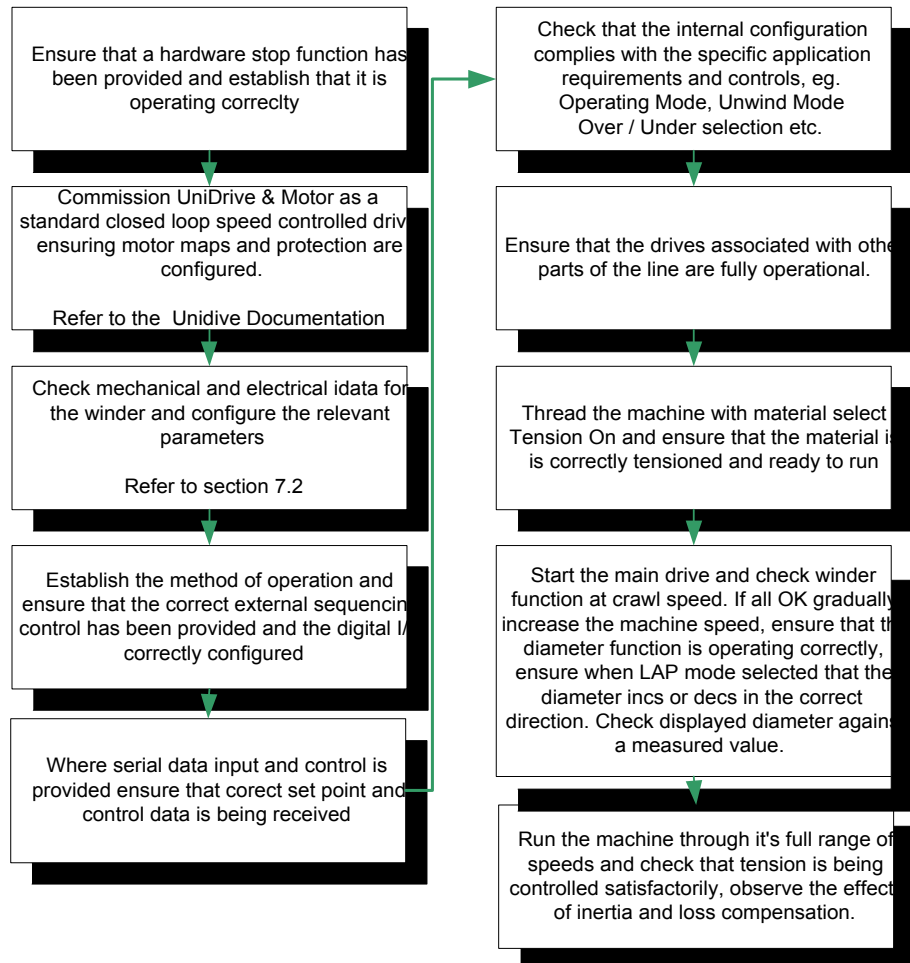 Ensure that a hardware stop function has
been provided and establish that it is
operating correclty
Commission UniDrive & Motor as a
standard closed loop speed controlled driv
ensuring motor maps and protection are
configured.
Refer to the Unidive Documentation
Check mechanical and electrical idata for
the winder and configure the relevant
parameters
Refer to section 7.2
Establish the method of operation and
ensure that the correct external sequencin
control has been provided and the digital I/
correctly configured
Where serial data input and control is
provided ensure that corect set point and
control data is being received
Check that the internal configuration
complies with the specific application
requirements and controls, eg.
Operating Mode, Unwind Mode
Over / Under selection etc.
Ensure that the drives associated with othe
parts of the line are fully operational.
Thread the machine with material select
Tension On and ensure that the material is
is correctly tensioned and ready to run
Start the main drive and check winder
function at crawl speed. If all OK gradually
increase the machine speed, ensure that th
diameter function is operating correctly,
ensure when LAP mode selected that the
diameter incs or decs in the correct
direction. Check displayed diameter agains
a measured value.
Run the machine through it's full range of
speeds and check that tension is being
controlled satisfactorily, observe the effect
of inertia and loss compensation.